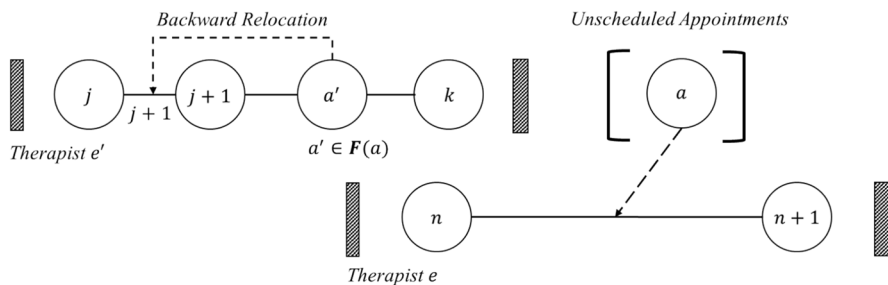 Backward Relocation
Unscheduled Appointments
j
j + 1
a′
k
a
j + 1
Therapist e′
a′ ∈ F(a)
n
n + 1
Therapist e